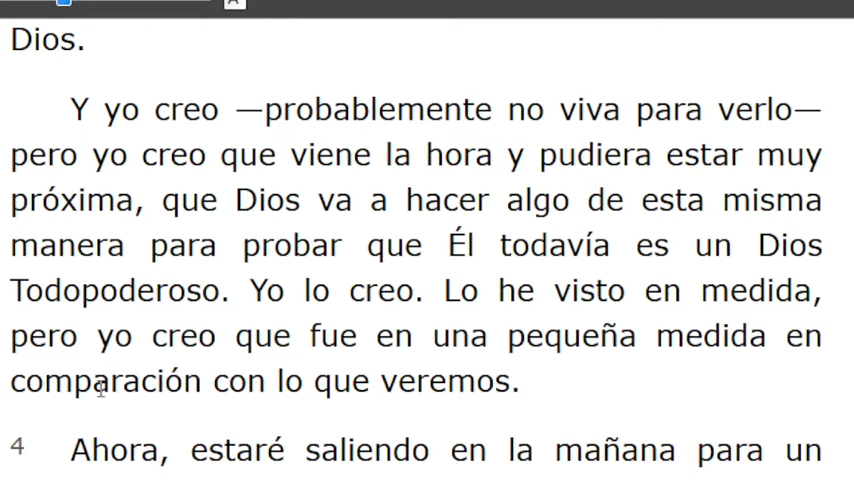 Dios.
Y yo creo —probablemente no viva para verlo—
pero yo creo que viene la hora y pudiera estar muy
próxima, que Dios va a hacer algo de esta misma
manera para probar que Él todavía es un Dios
Todopoderoso. Yo lo creo. Lo he visto en medida,
pero yo creo que fue en una pequeña medida en
comparación con lo que veremos.
4 Ahora, estaré saliendo en la mañana para un